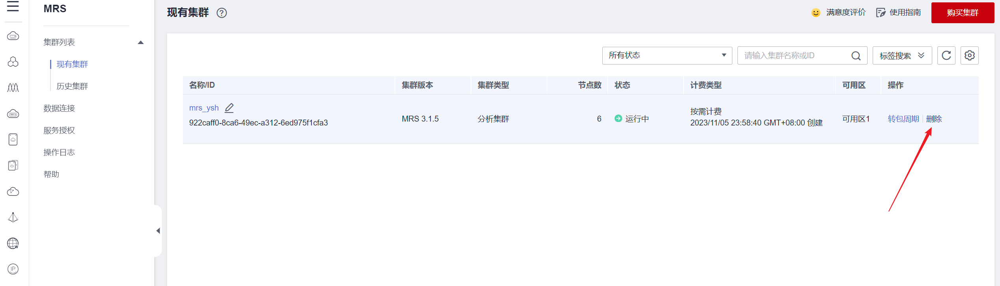 MRS
集群列表
现有集群
历史集群
数据连接
服务授权
操作日志
帮助
W
IP
现有集群 ?
满意度评价 使用指南 购买集群
所有状态 请输入集群名称或ID 标签搜索
名称/ID 集群版本 集群类型 节点数 状态 计费类型 可用区 操作
mrs_ysh
922caff0-8ca6-49ec-a312-6ed975f1cfa3
MRS 3.1.5 分析集群 6 运行中
按需计费
2023/11/05 23:58:40 GMT+08:00 创建
可用区1 转包周期 删除